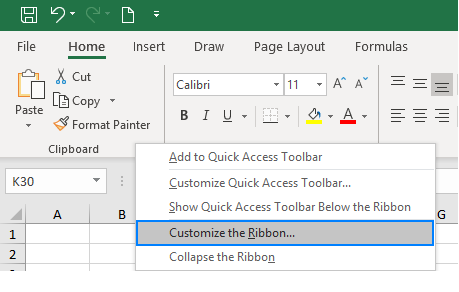 File Home Insert Draw Page Layout Formulas
Cut
Copy
Format Painter
Paste
Clipboard
Calibri 11 A A
B I U A
Add to Quick Access Toolbar
Customize Quick Access Toolbar...
Show Quick Access Toolbar Below the Ribbon
Customize the Ribbon...
Collapse the Ribbon
K30
A B G
1
2